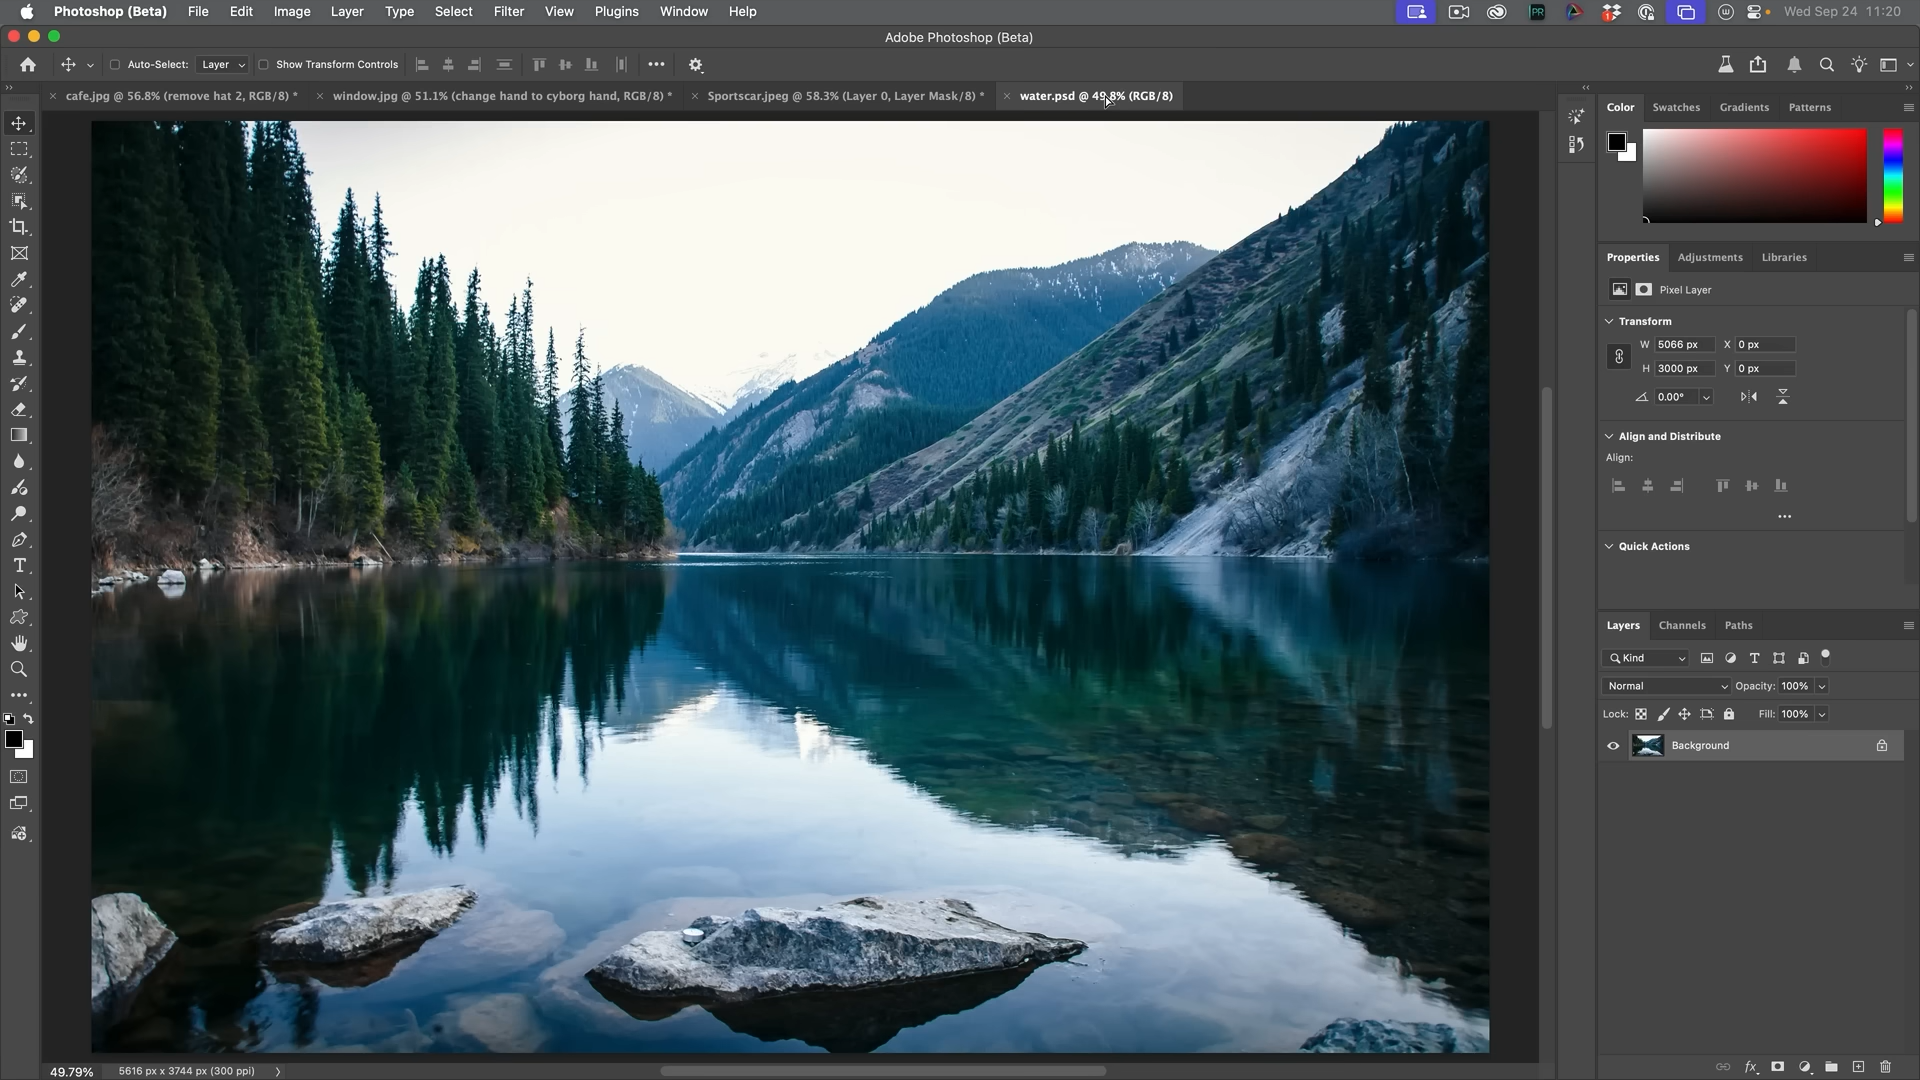 Photoshop (Beta) File Edit Image Layer Type Select Filter View Plugins Window Help Wed Sep 24 11:20
Adobe Photoshop (Beta)
Auto-Select: Layer Show Transform Controls
cafe.jpg @ 56.8% (remove hat 2, RGB/8) * window.jpg @ 51.1% (change hand to cyborg hand, RGB/8) * Sportscar.jpeg @ 58.3% (Layer 0, Layer Mask/8) * water.psd @ 49.8% (RGB/8)
Color Swatches Gradients Patterns
Properties Adjustments Libraries
Pixel Layer
Transform
W 5066 px X 0 px
H 3000 px Y 0 px
0.00°
Align and Distribute
Align:
Quick Actions
Layers Channels Paths
Kind
Normal Opacity: 100%
Lock: Fill: 100%
Background
49.79% 5616 px x 3744 px (300 ppi)